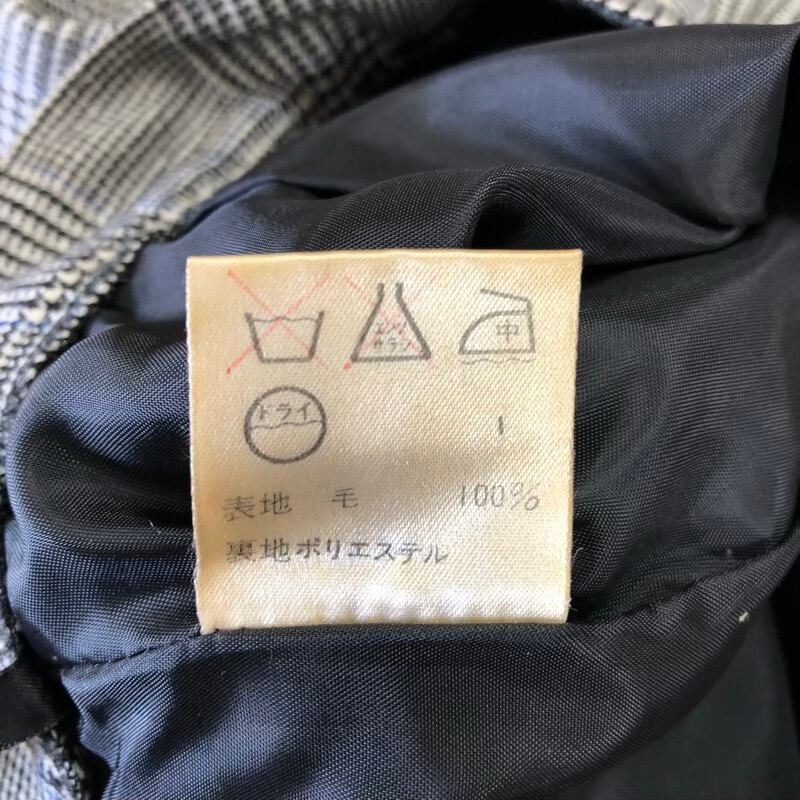 エンソ
サラシ
中
ドライ
1
表地 毛 100%
裏地ポリエステル